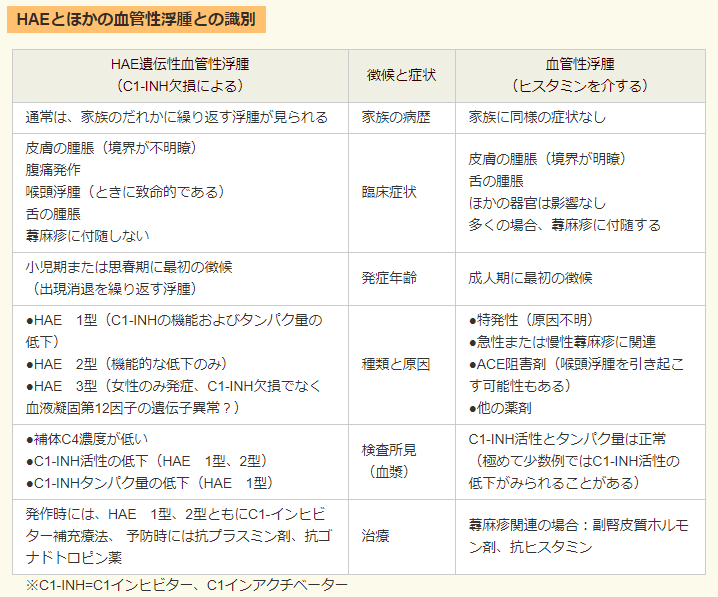 HAEとほかの血管性浮腫との識別
HAE遺伝性血管性浮腫
（C1-INH欠損による）
徴候と症状
血管性浮腫
（ヒスタミンを介する）
通常は、家族のだれかに繰り返す浮腫が見られる
家族の病歴
家族に同様の症状なし
皮膚の腫脹（境界が不明瞭）
腹痛発作
喉頭浮腫（ときに致命的である）
舌の腫脹
蕁麻疹に付随しない
臨床症状
皮膚の腫脹（境界が明瞭）
舌の腫脹
ほかの器官は影響なし
多くの場合、蕁麻疹に付随する
小児期または思春期に最初の徴候
（出現消退を繰り返す浮腫）
発症年齢
成人期に最初の徴候
●HAE　1型（C1-INHの機能およびタンパク量の
低下）
●HAE　2型（機能的な低下のみ）
●HAE　3型（女性のみ発症、C1-INH欠損でなく
血液凝固第12因子の遺伝子異常？）
種類と原因
●特発性（原因不明）
●急性または慢性蕁麻疹に関連
●ACE阻害剤（喉頭浮腫を引き起こ
す可能性もある）
●他の薬剤
●補体C4濃度が低い
●C1-INH活性の低下（HAE　1型、2型）
●C1-INHタンパク量の低下（HAE　1型）
検査所見
（血漿）
C1-INH活性とタンパク量は正常
（極めて少数例ではC1-INH活性の
低下がみられることがある）
発作時には、HAE　1型、2型ともにC1-インヒビ
ター補充療法、 予防時には抗プラスミン剤、抗ゴ
ナドトロピン薬
治療
蕁麻疹関連の場合：副腎皮質ホルモ
ン剤、抗ヒスタミン
※C1-INH=C1インヒビター、C1インアクチベーター